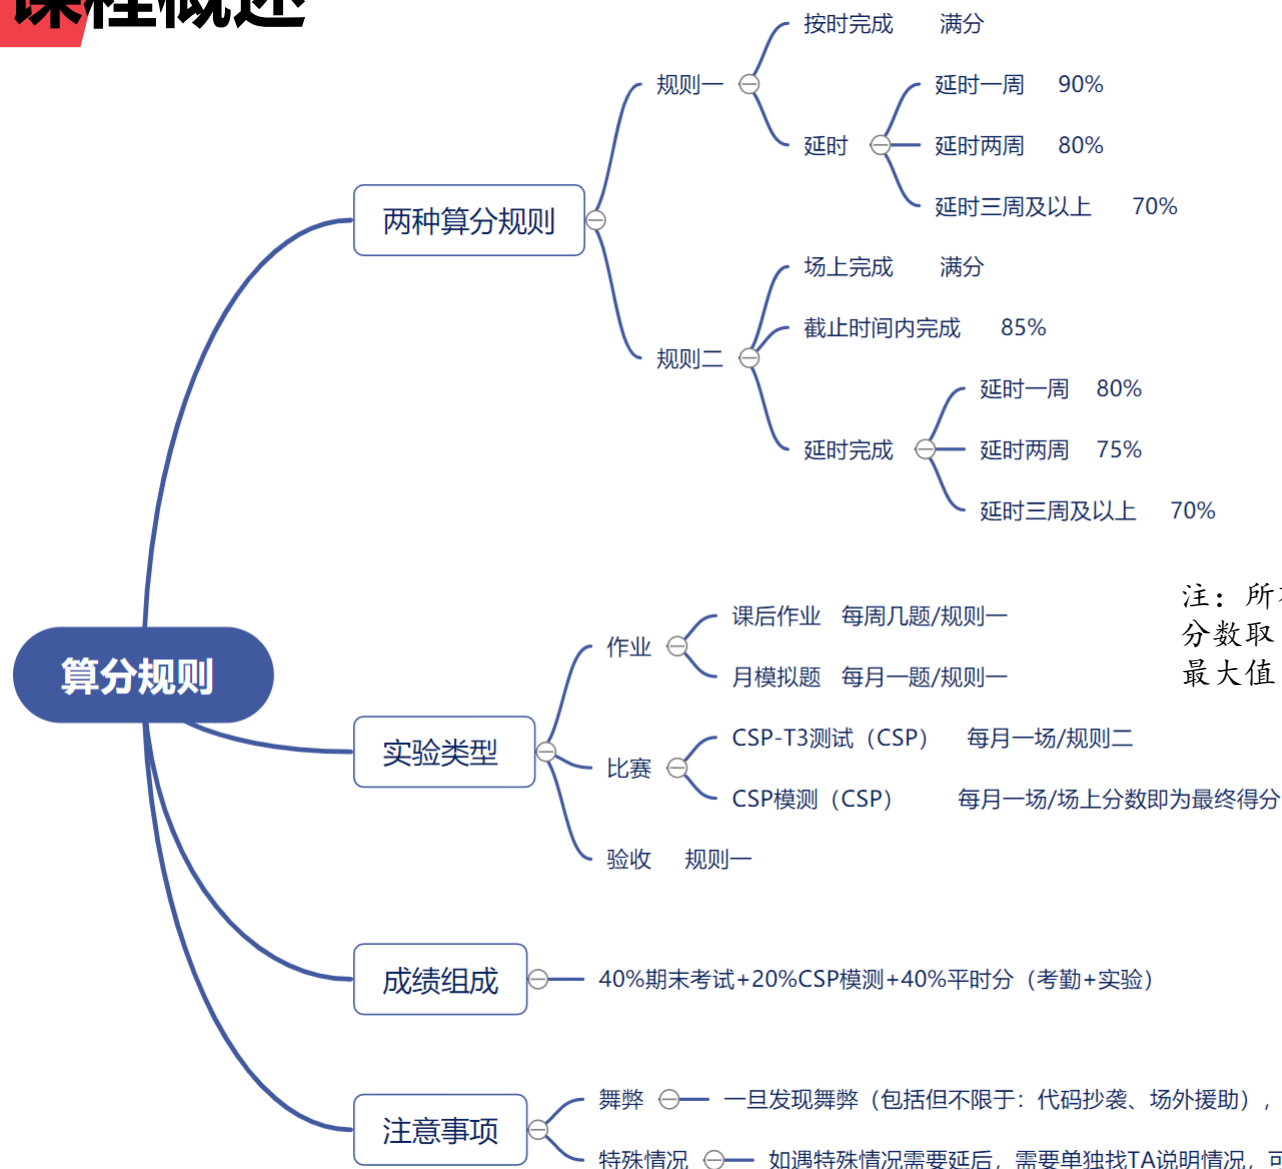 课程概述
按时完成 满分
规则一
延时一周 90%
延时
延时两周 80%
延时三周及以上 70%
两种算分规则
场上完成 满分
截止时间内完成 85%
规则二
延时一周 80%
延时完成
延时两周 75%
延时三周及以上 70%
注：所
分数取
最大值
算分规则
课后作业 每周几题/规则一
作业
月模拟题 每月一题/规则一
实验类型
CSP-T3测试（CSP） 每月一场/规则二
比赛
CSP模测（CSP） 每月一场/场上分数即为最终得分
验收 规则一
成绩组成
40%期末考试+20%CSP模测+40%平时分（考勤+实验）
舞弊
一旦发现舞弊（包括但不限于：代码抄袭、场外援助），
注意事项
特殊情况
如遇特殊情况需要延后，需要单独找TA说明情况，可